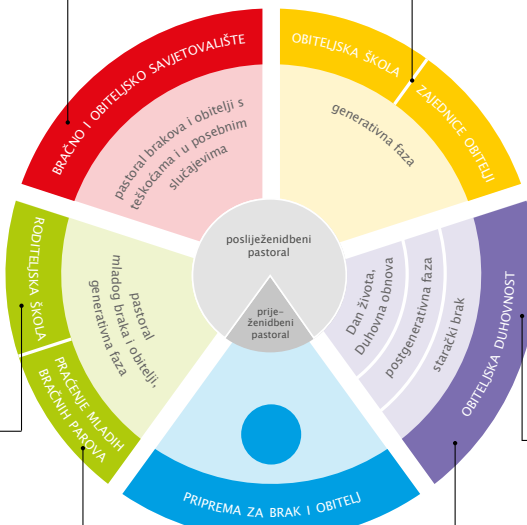 BRAČNO I OBITELJSKO SAVJETOVALIŠTE
pastoral brakova i obitelji s
teškoćama i u posebnim
slučajevima
OBITELJSKA ŠKOLA
ZAJEDNICE OBITELJI
generativna faza
posliježenidbeni
pastoral
prije-
ženidbeni
pastoral
RODITELJSKA ŠKOLA
PRAĆENJE MLADIH
BRAČNIH PAROVA
pastoral
mladog braka i obitelji,
generativna faza
Dan života,
Duhovna obnova
postgenerativna faza
starački brak
OBITELJSKA DUHOVNOST
PRIPREMA ZA BRAK I OBITELJ